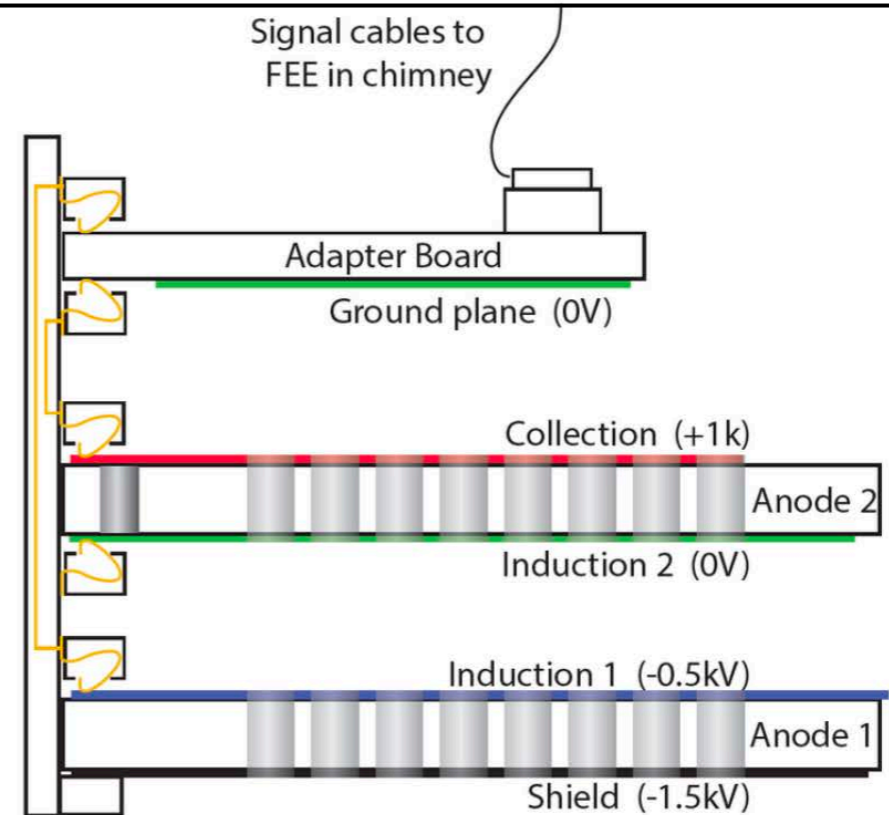 Signal cables to
FEE in chimney
Adapter Board
Ground plane (0V)
Collection (+1k)
Anode 2
Induction 2 (0V)
Induction 1 (-0.5kV)
Anode 1
Shield (-1.5kV)